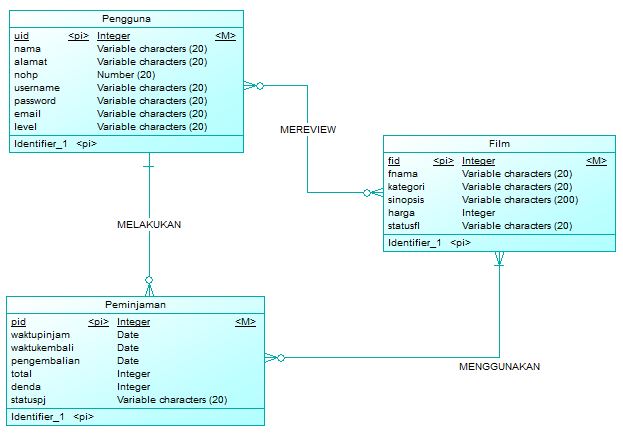 Pengguna
uid <pi> Integer <M>
nama Variable characters (20)
alamat Variable characters (20)
nohp Number (20)
username Variable characters (20)
password Variable characters (20)
email Variable characters (20)
level Variable characters (20)
Identifier_1 <pi>
MEREVIEW
Film
fid <pi> Integer <M>
fnama Variable characters (20)
kategori Variable characters (20)
sinopsis Variable characters (200)
harga Integer
statusfl Variable characters (20)
Identifier_1 <pi>
MELAKUKAN
Peminjaman
pid <pi> Integer <M>
waktupinjam Date
waktukembali Date
pengembalian Date
total Integer
denda Integer
statuspj Variable characters (20)
Identifier_1 <pi>
MENGGUNAKAN